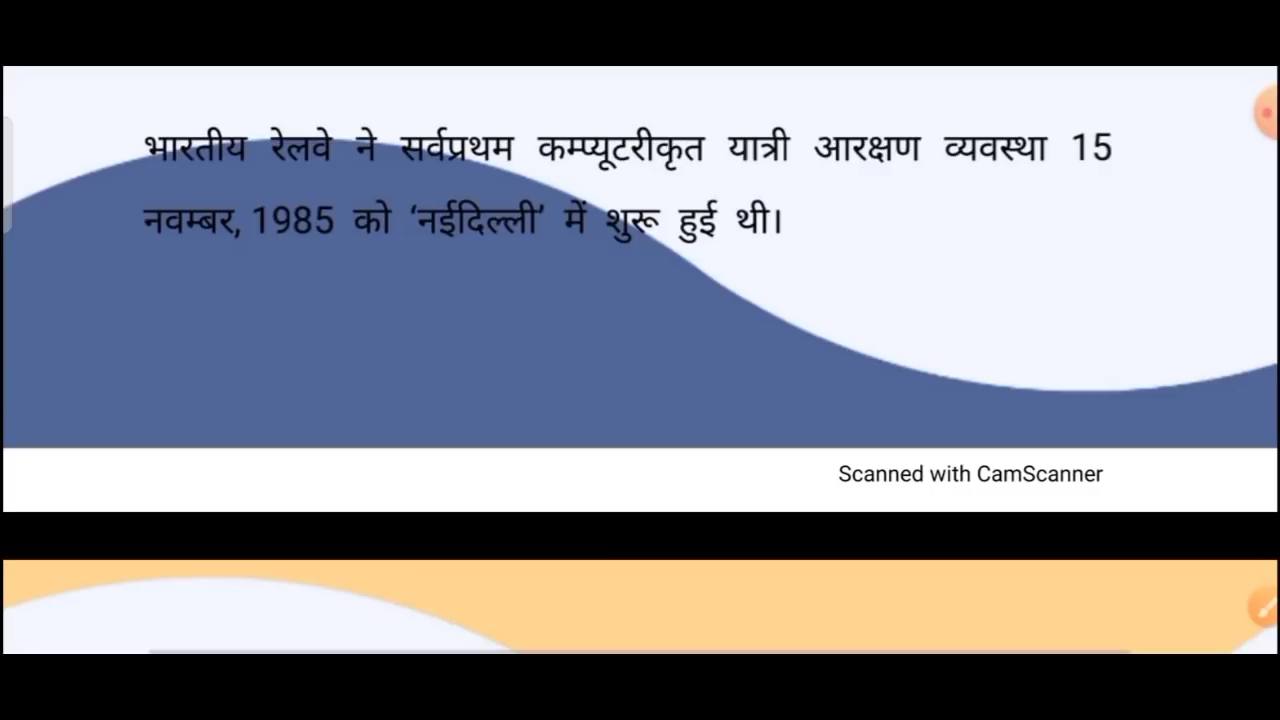 भारतीय रेलवे ने सर्वप्रथम कम्प्यूटरीकृत यात्री आरक्षण व्यवस्था 15
नवम्बर, 1985 को ‘नईदिल्ली’ में शुरू हुई थी।
Scanned with CamScanner